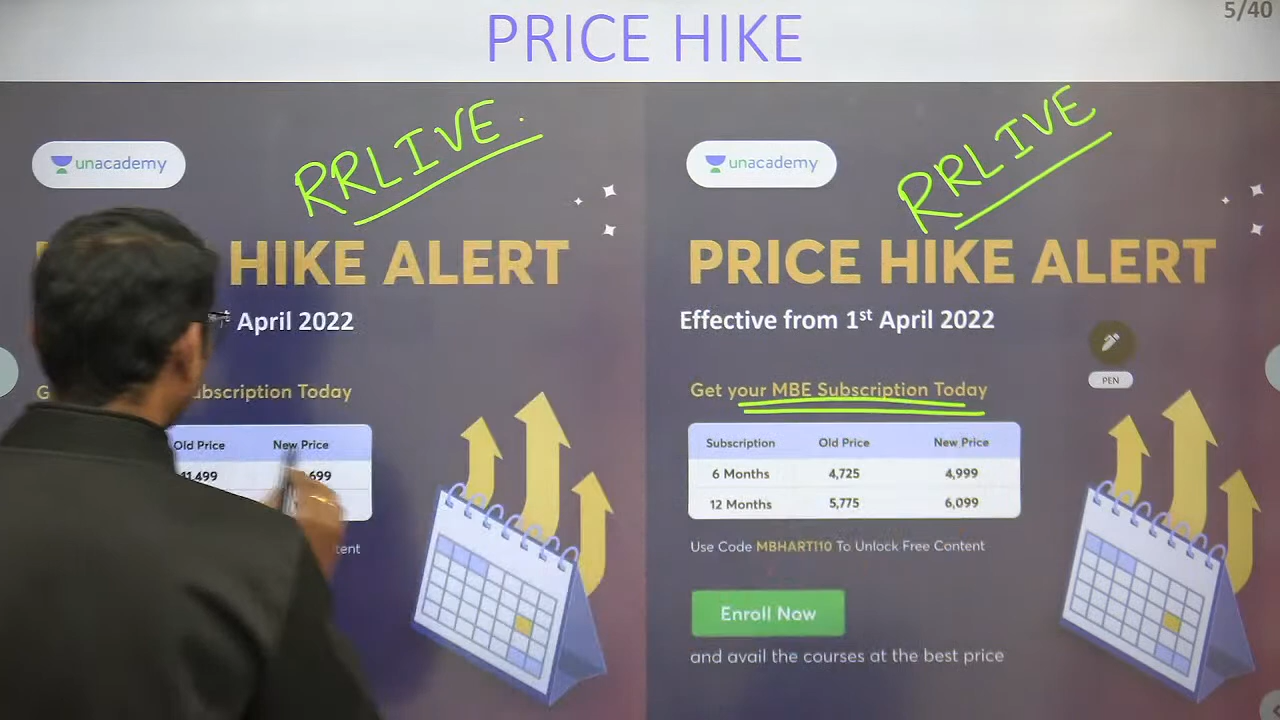 5/40
PRICE HIKE
unacademy
RRLIVE.
HIKE ALERT
April 2022
Subscription Today
Old Price New Price
11,499
unacademy
RRLIVE
PRICE HIKE ALERT
Effective from 1st April 2022
PEN
Get your MBE Subscription Today
Subscription Old Price New Price
6 Months 4,725 4,999
12 Months 5,775 6,099
Use Code MBHART110 To Unlock Free Content
Enroll Now
and avail the courses at the best price